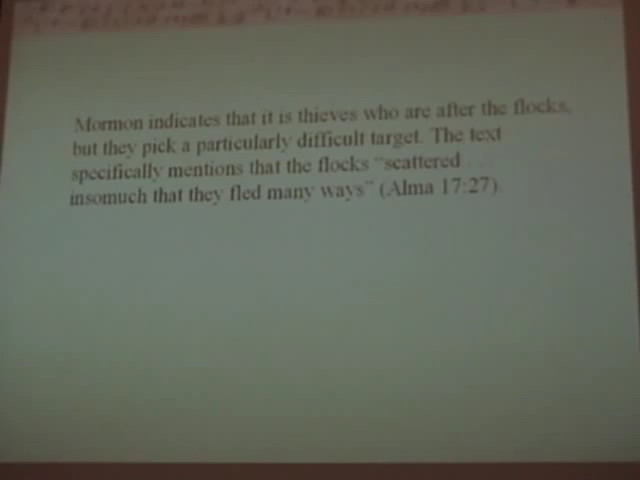 Mormon indicates that it is thieves who are after the flocks,
but they pick a particularly difficult target. The text
specifically mentions that the flocks "scattered . . .
insomuch that they fled many ways" (Alma 17:27).